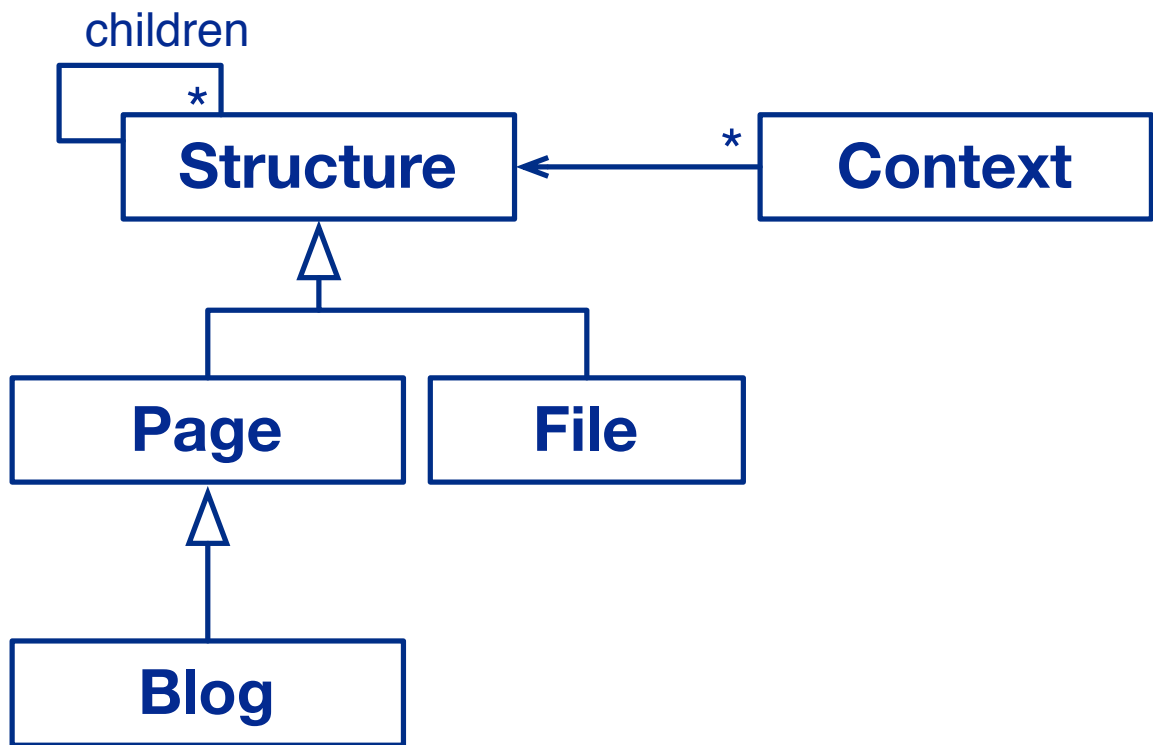 children
*
Structure
*
Context
Page
File
Blog